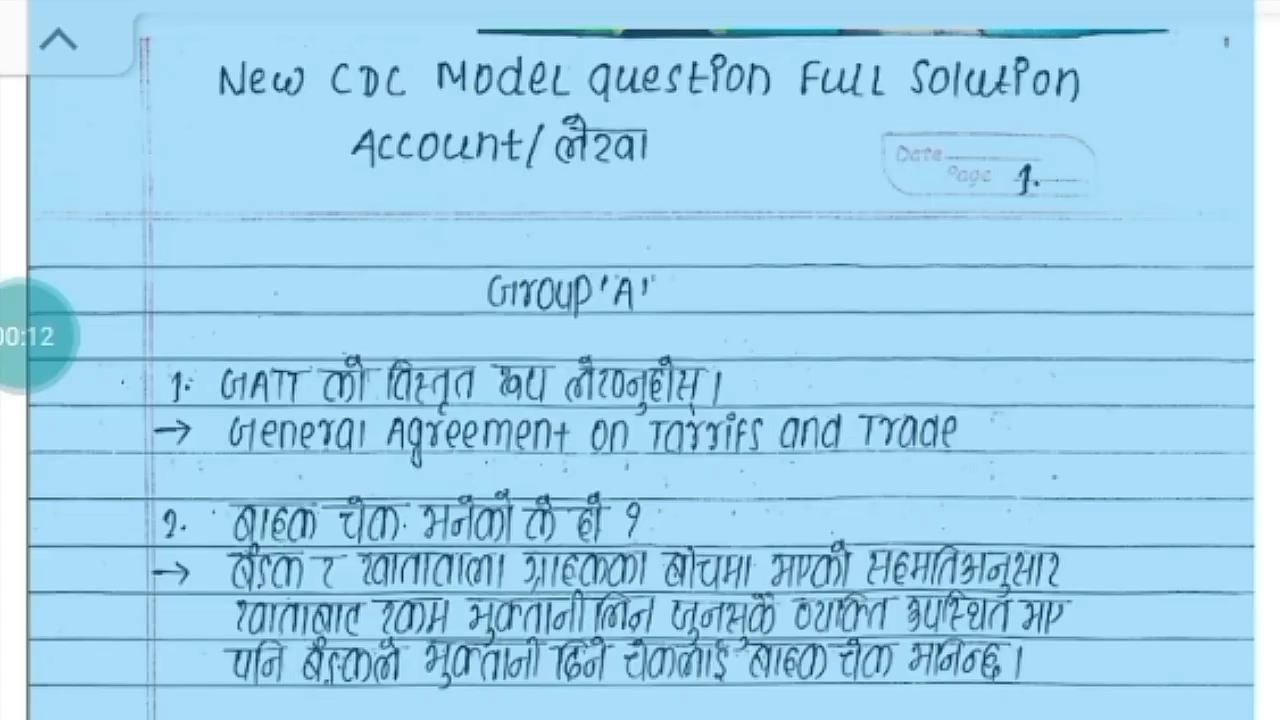 New CDC Model question Full Solution
Account/लेखा
Date
Page 1.
Group 'A'
1. GATT को विस्तृत रूप लेख्नुहोस् ।
→ General Agreement on Tarrifs and Trade
2. बाहक चेक भनेको के हो ?
→ बैंक र खातावाला ग्राहकका बीचमा भएको सहमतिअनुसार
खाताबाट रकम भुक्तानी लिन जुनसुकै व्यक्ति उपस्थित भए
पनि बैंकले भुक्तानी दिने चेकलाई बाहक चेक भनिन्छ ।
00:12